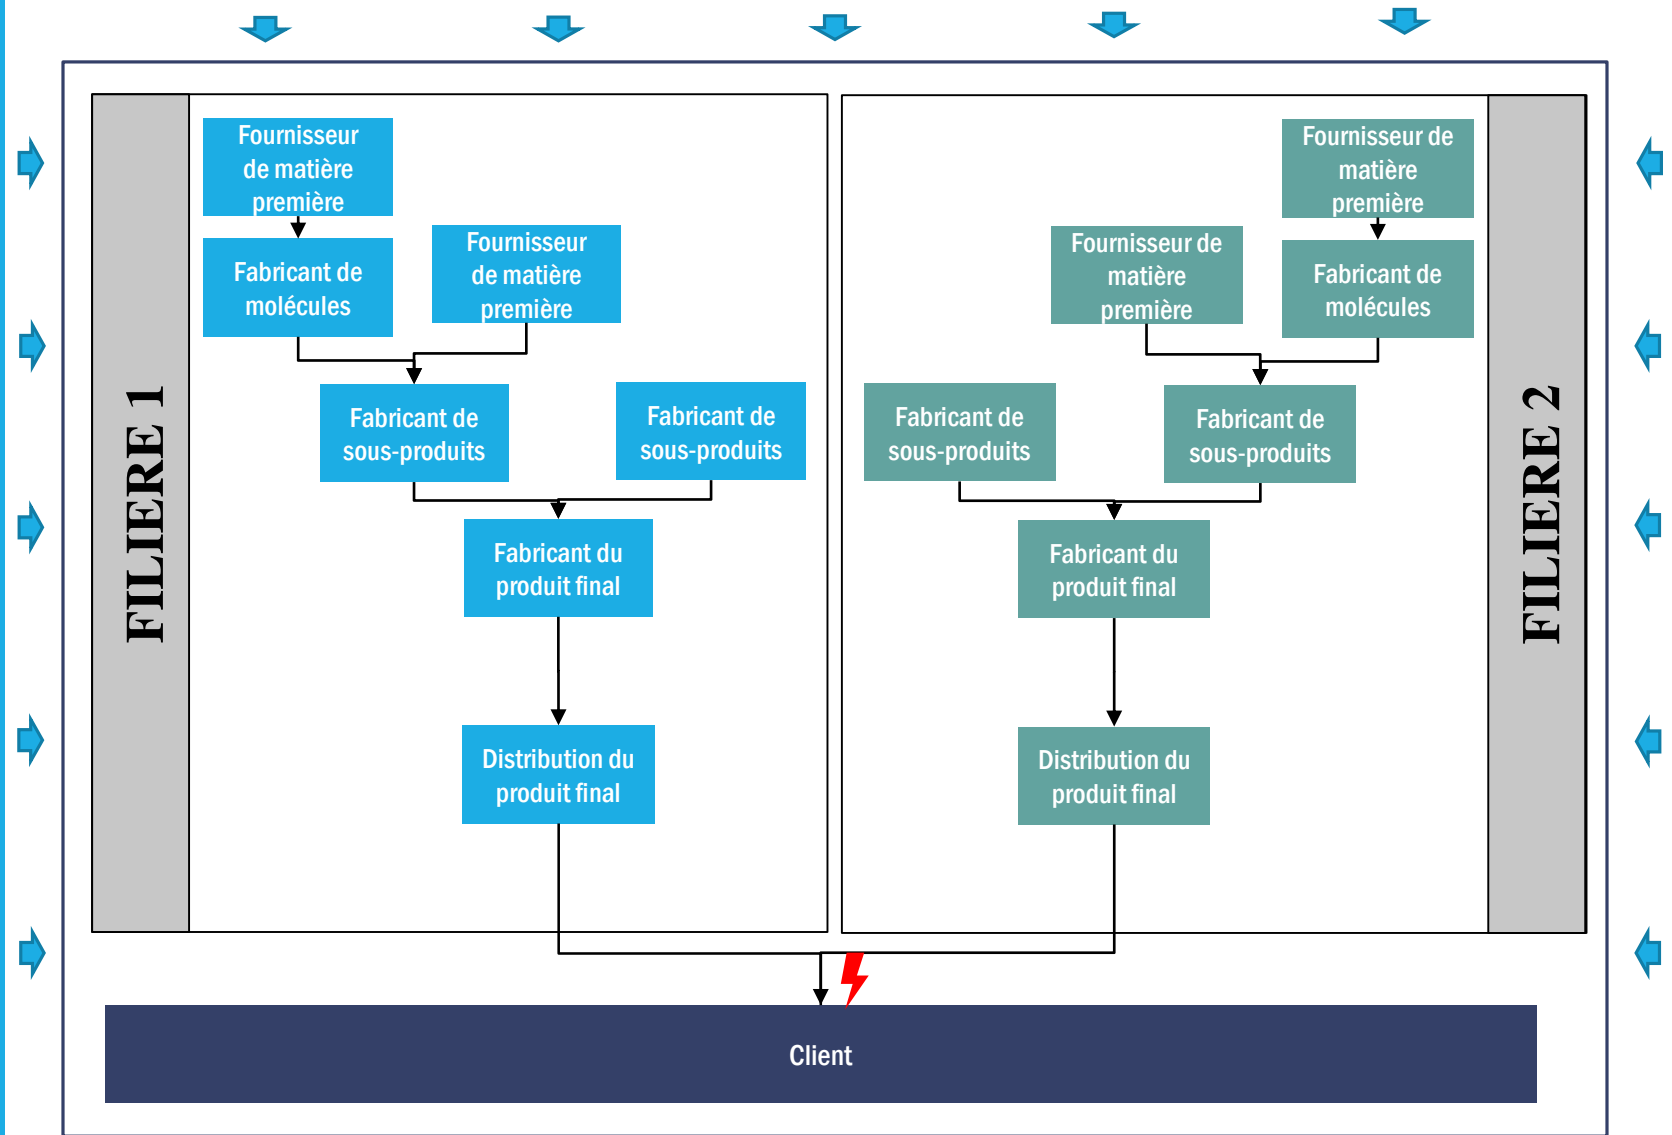 FILIERE 1
Fournisseur
de matière
première
Fabricant de
molécules
Fournisseur
de matière
première
Fabricant de
sous-produits
Fabricant de
sous-produits
Fabricant du
produit final
Distribution du
produit final
Fournisseur de
matière
première
Fournisseur de
matière
première
Fabricant de
molécules
Fabricant de
sous-produits
Fabricant de
sous-produits
Fabricant du
produit final
Distribution du
produit final
FILIERE 2
Client